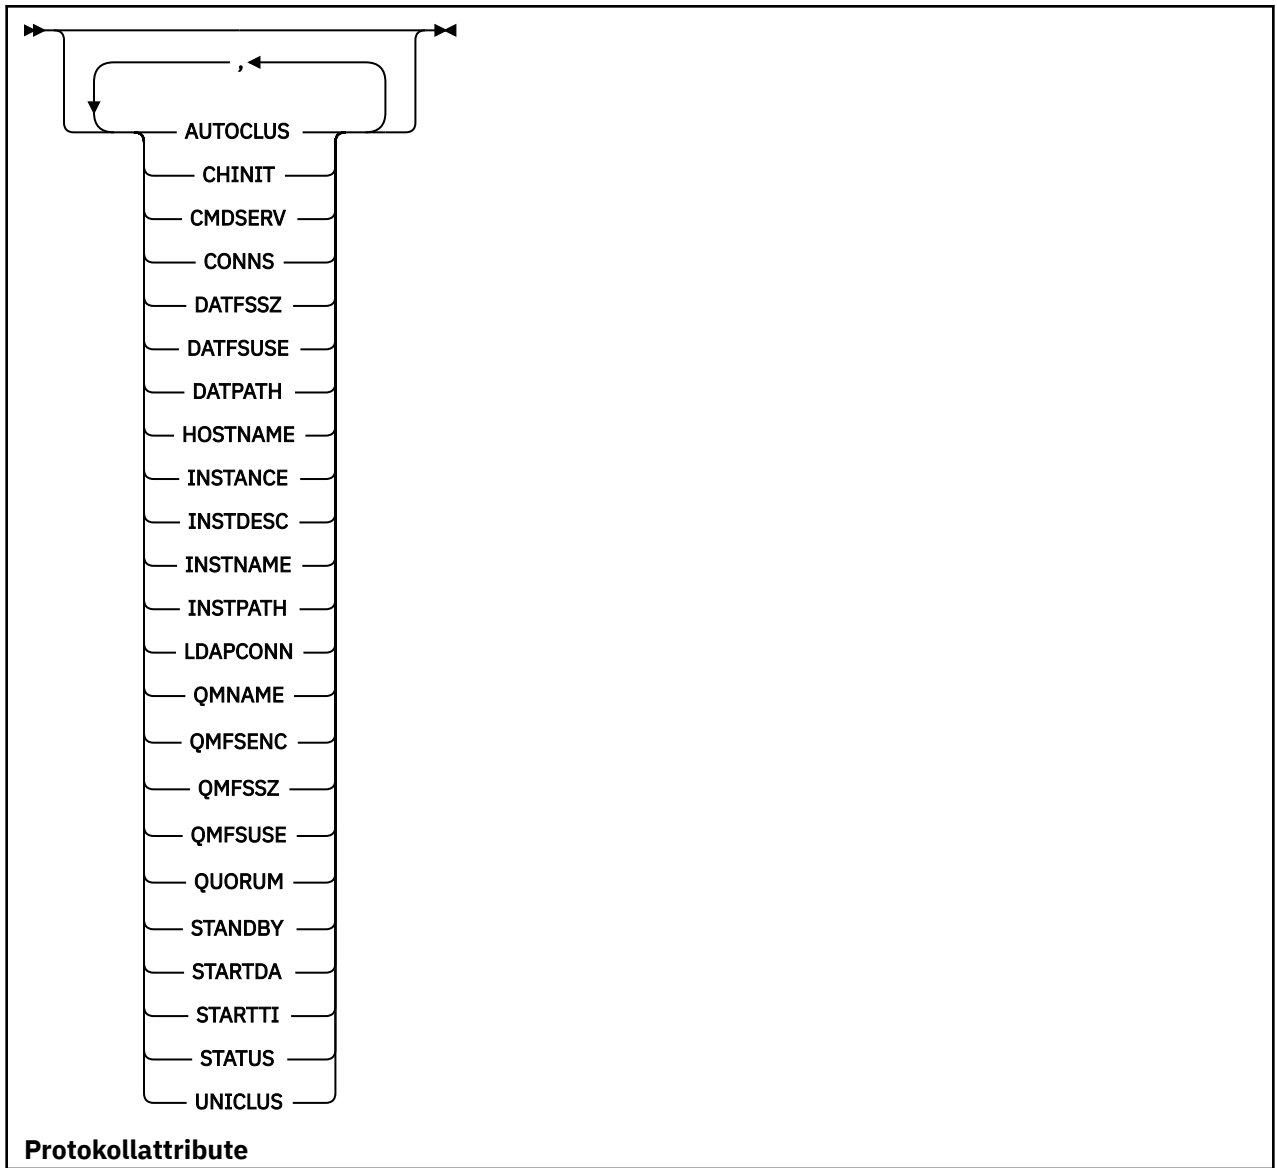 ,
AUTOCLUS
CHINIT
CMDSERV
CONNS
DATFSSZ
DATFSUSE
DATPATH
HOSTNAME
INSTANCE
INSTDESC
INSTNAME
INSTPATH
LDAPCONN
QMNAME
QMFSENC
QMFSSZ
QMFSUSE
QUORUM
STANDBY
STARTDA
STARTTI
STATUS
UNICLUS
Protokollattribute